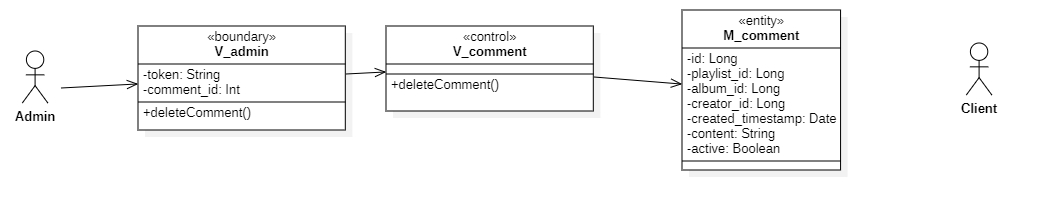 Admin
«boundary»
V_admin
-token: String
-comment_id: Int
+deleteComment()
«control»
V_comment
+deleteComment()
«entity»
M_comment
-id: Long
-playlist_id: Long
-album_id: Long
-creator_id: Long
-created_timestamp: Date
-content: String
-active: Boolean
Client